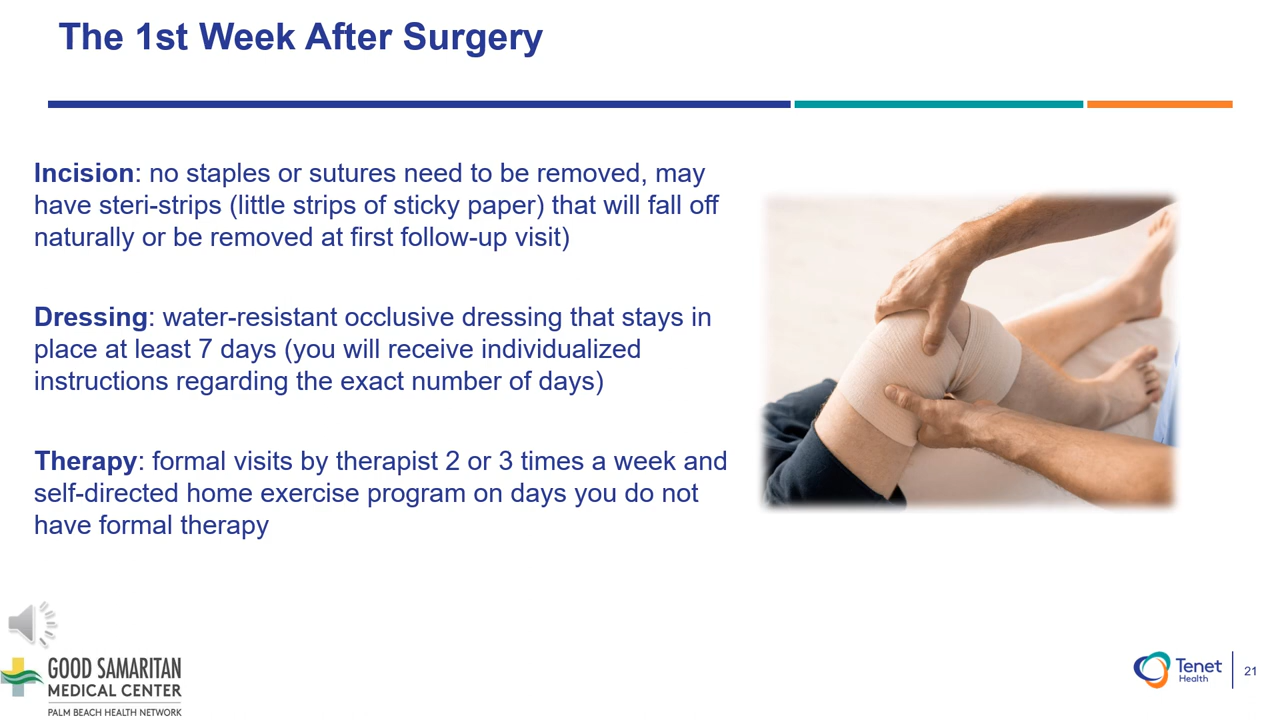 The 1st Week After Surgery
Incision: no staples or sutures need to be removed, may
have steri-strips (little strips of sticky paper) that will fall off
naturally or be removed at first follow-up visit)
Dressing: water-resistant occlusive dressing that stays in
place at least 7 days (you will receive individualized
instructions regarding the exact number of days)
Therapy: formal visits by therapist 2 or 3 times a week and
self-directed home exercise program on days you do not
have formal therapy
GOOD SAMARITAN
MEDICAL CENTER
PALM BEACH HEALTH NETWORK
Tenet
Health
21